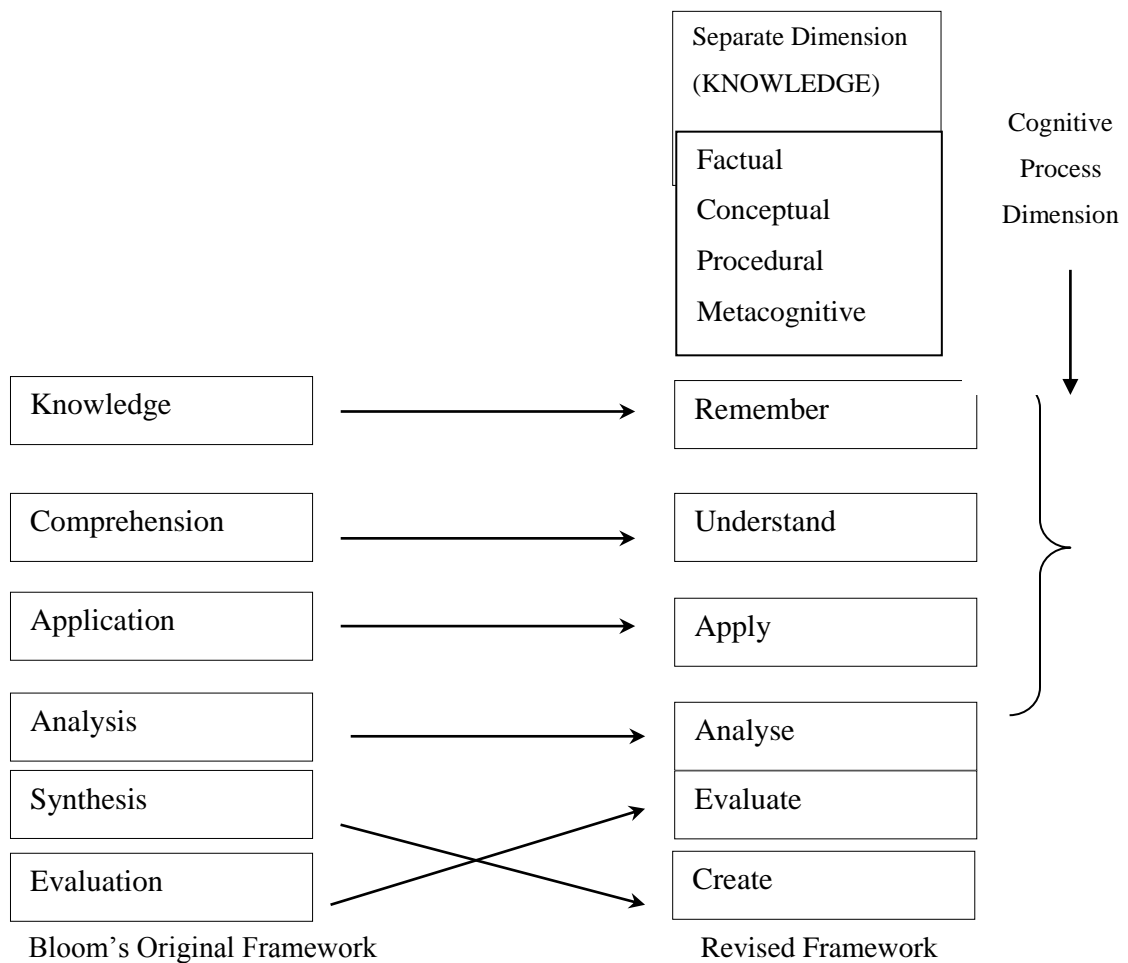 Separate Dimension
(KNOWLEDGE)
Factual
Conceptual
Procedural
Metacognitive
Cognitive
Process
Dimension
Knowledge
Remember
Comprehension
Understand
Application
Apply
Analysis
Analyse
Synthesis
Evaluate
Evaluation
Create
Bloom’s Original Framework
Revised Framework